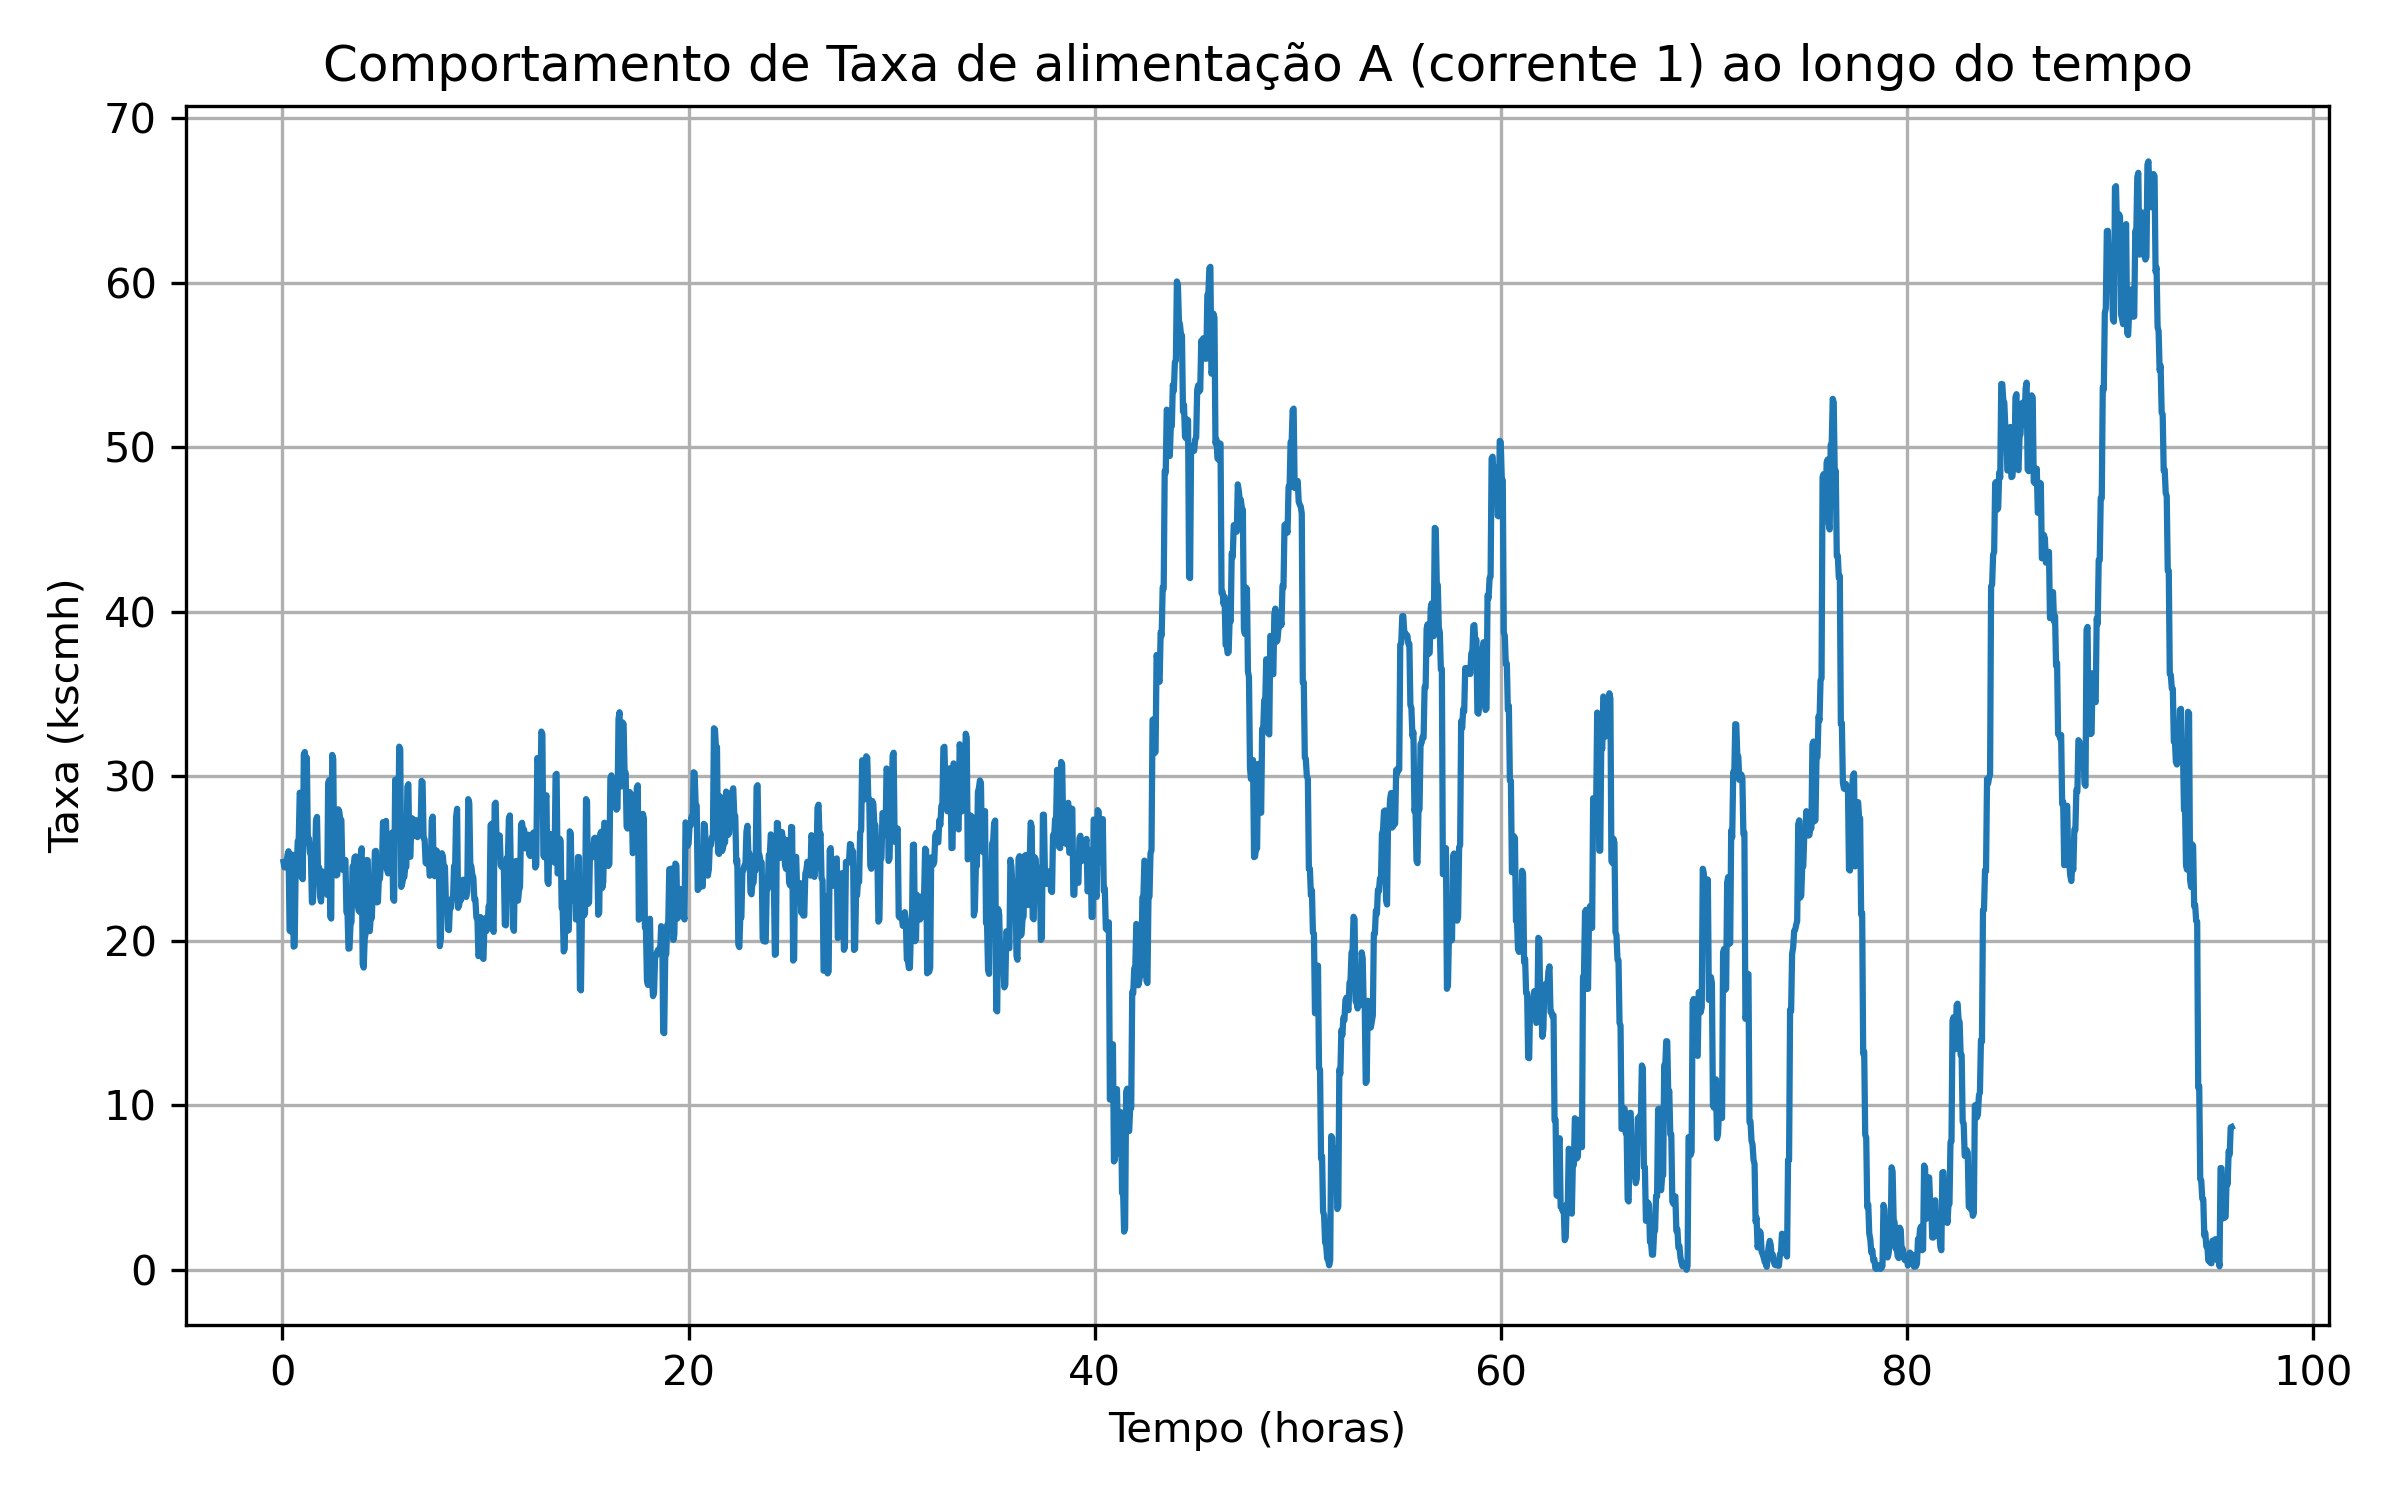 Comportamento de Taxa de alimentação A (corrente 1) ao longo do tempo
70
60
50
40
30
20
10
0
Taxa (kscmh)
0 20 40 60 80 100
Tempo (horas)